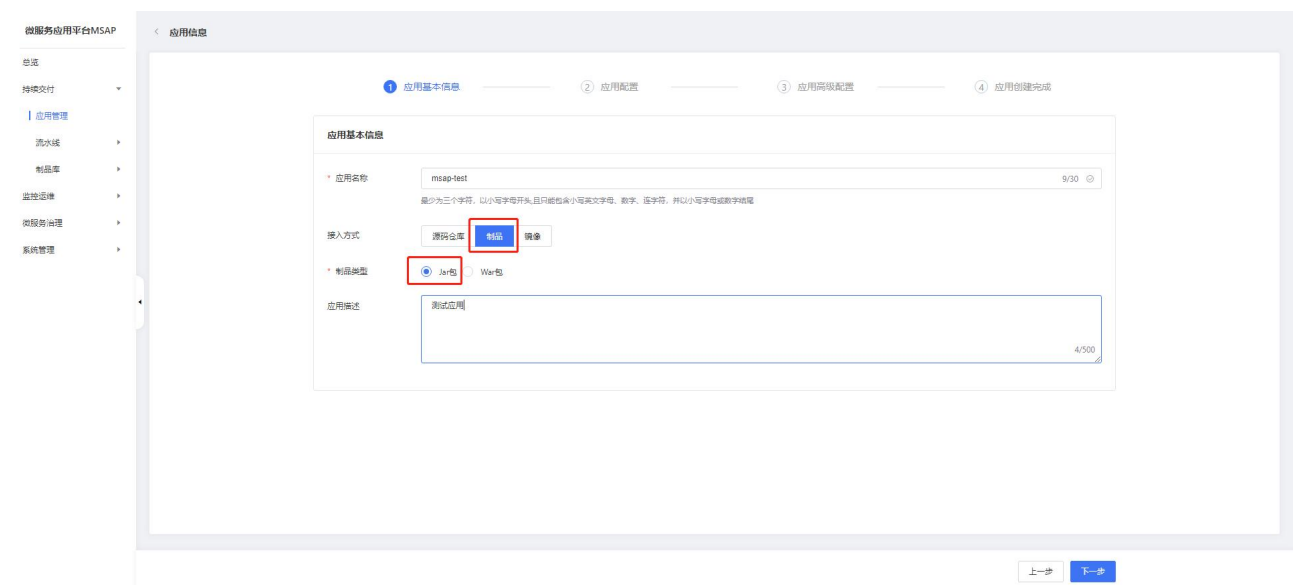 微服务应用平台MSAP
应用信息
总览
持续交付
应用管理
流水线
制品库
监控运维
微服务治理
系统管理
1 应用基本信息
2 应用配置
3 应用高级配置
4 应用创建完成
应用基本信息
* 应用名称
msap-test
9/30
最少为三个字符，以小写字母开头,且只能包含小写英文字母、数字、连字符，并以小写字母或数字结尾
接入方式
源码仓库 制品 镜像
* 制品类型
Jar包 War包
应用描述
测试应用
4/500
上一步 下一步